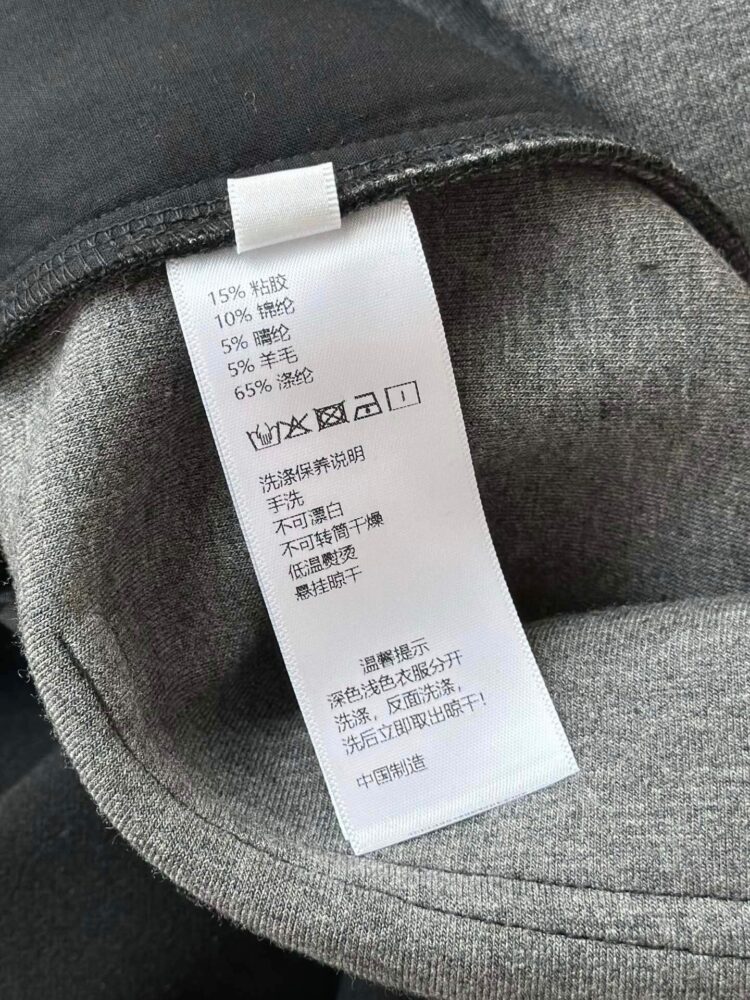 15% 粘胶
10% 锦纶
5% 晴纶
5% 羊毛
65% 涤纶
洗涤保养说明
手洗
不可漂白
不可转筒干燥
低温熨烫
悬挂晾干
温馨提示
深色浅色衣服分开
洗涤，反面洗涤，
洗后立即取出晾干！
中国制造